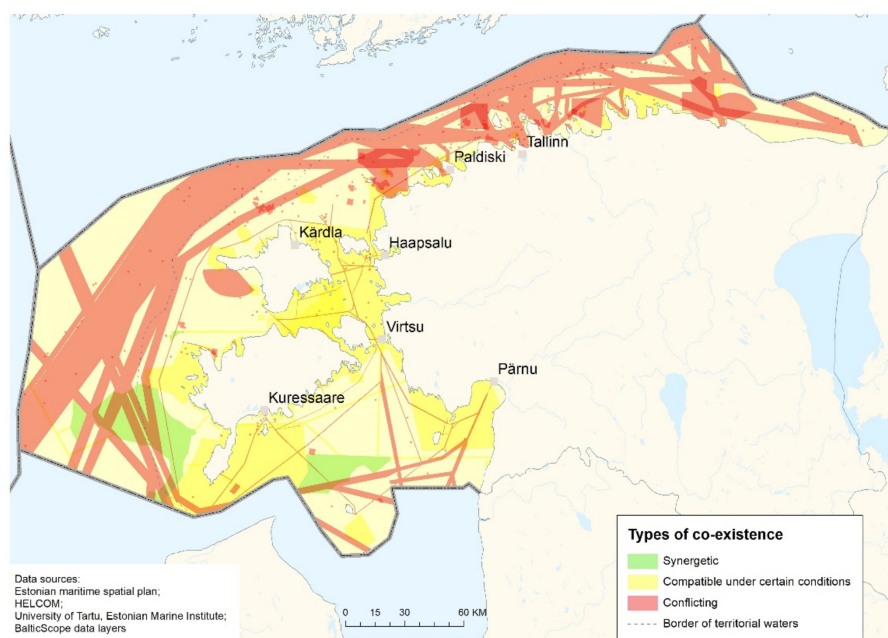 Tallinn
Paldiski
Kärdla
Haapsalu
Virtsu
Pärnu
Kuressaare
Types of co-existence
Synergetic
Compatible under certain conditions
Conflicting
Border of territorial waters
Data sources:
Estonian maritime spatial plan;
HELCOM;
University of Tartu, Estonian Marine Institute;
BalticScope data layers
0 15 30 60 KM